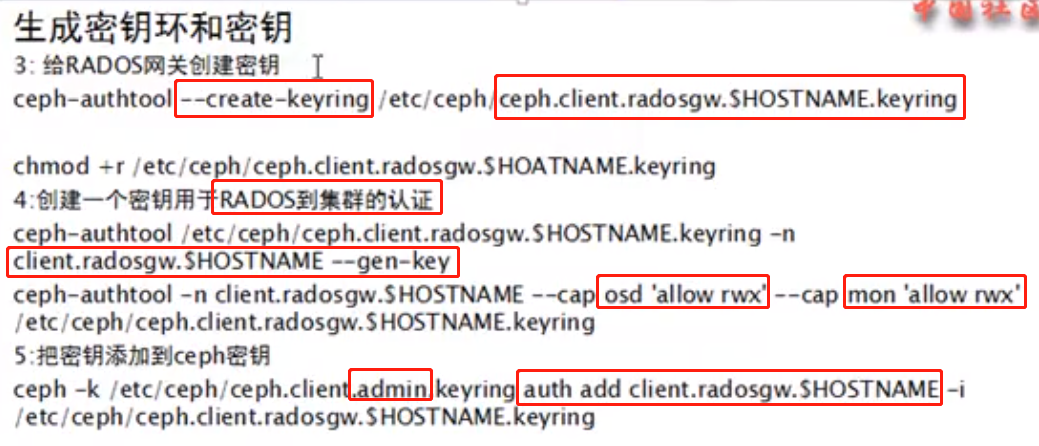 中国社区
生成密钥环和密钥
3: 给RADOS网关创建密钥
ceph-authtool --create-keyring /etc/ceph/ceph.client.radosgw.$HOSTNAME.keyring
chmod +r /etc/ceph/ceph.client.radosgw.$HOATNAME.keyring
4:创建一个密钥用于RADOS到集群的认证
ceph-authtool /etc/ceph/ceph.client.radosgw.$HOSTNAME.keyring -n
client.radosgw.$HOSTNAME --gen-key
ceph-authtool -n client.radosgw.$HOSTNAME --cap osd 'allow rwx' --cap mon 'allow rwx'
/etc/ceph/ceph.client.radosgw.$HOSTNAME.keyring
5:把密钥添加到ceph密钥
ceph -k /etc/ceph/ceph.client.admin.keyring auth add client.radosgw.$HOSTNAME -i
/etc/ceph/ceph.client.radosgw.$HOSTNAME.keyring